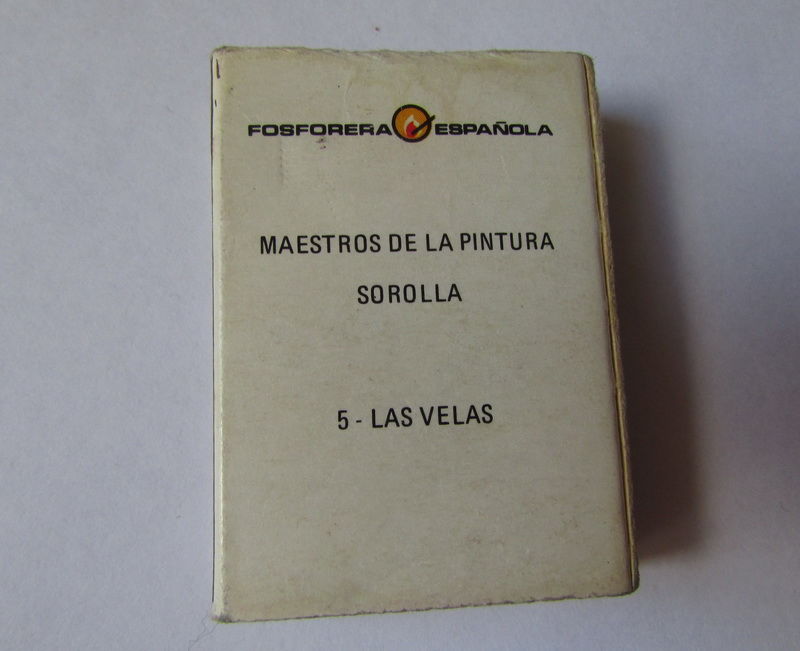 FOSFORERA ESPAÑOLA
MAESTROS DE LA PINTURA
SOROLLA
5 - LAS VELAS